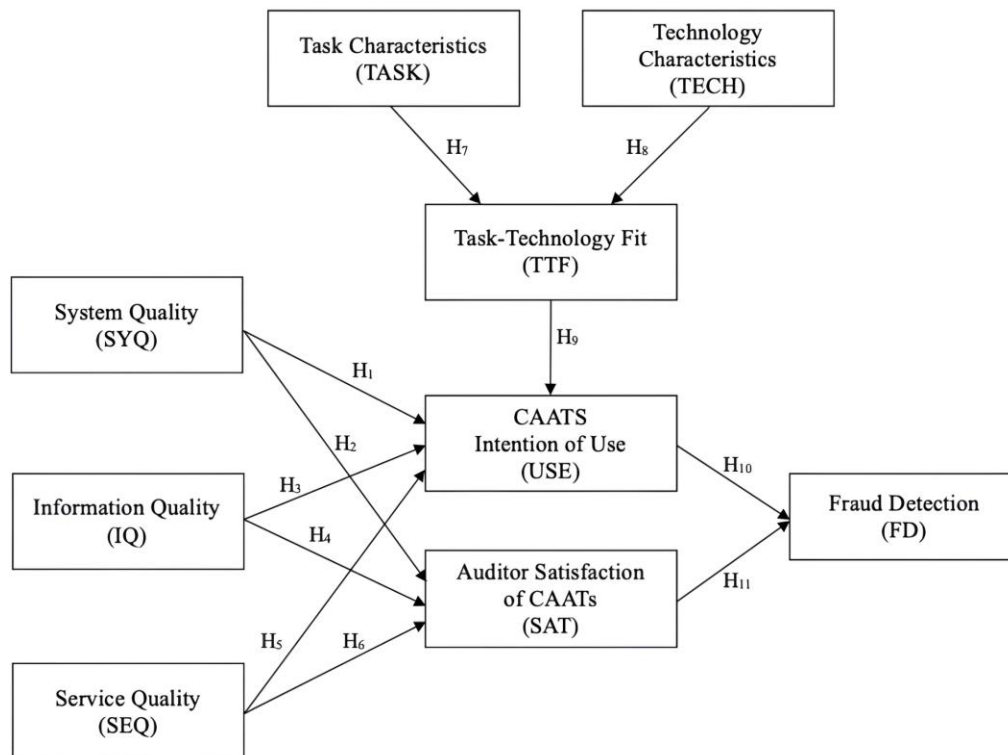 Task Characteristics
(TASK)
Technology
Characteristics
(TECH)
H₇
H₈
Task-Technology Fit
(TTF)
System Quality
(SYQ)
H₉
H₁
CAATS
Intention of Use
(USE)
H₂
H₃
Information Quality
(IQ)
H₁₀
Fraud Detection
(FD)
H₄
Auditor Satisfaction
of CAATs
(SAT)
H₁₁
H₅
H₆
Service Quality
(SEQ)